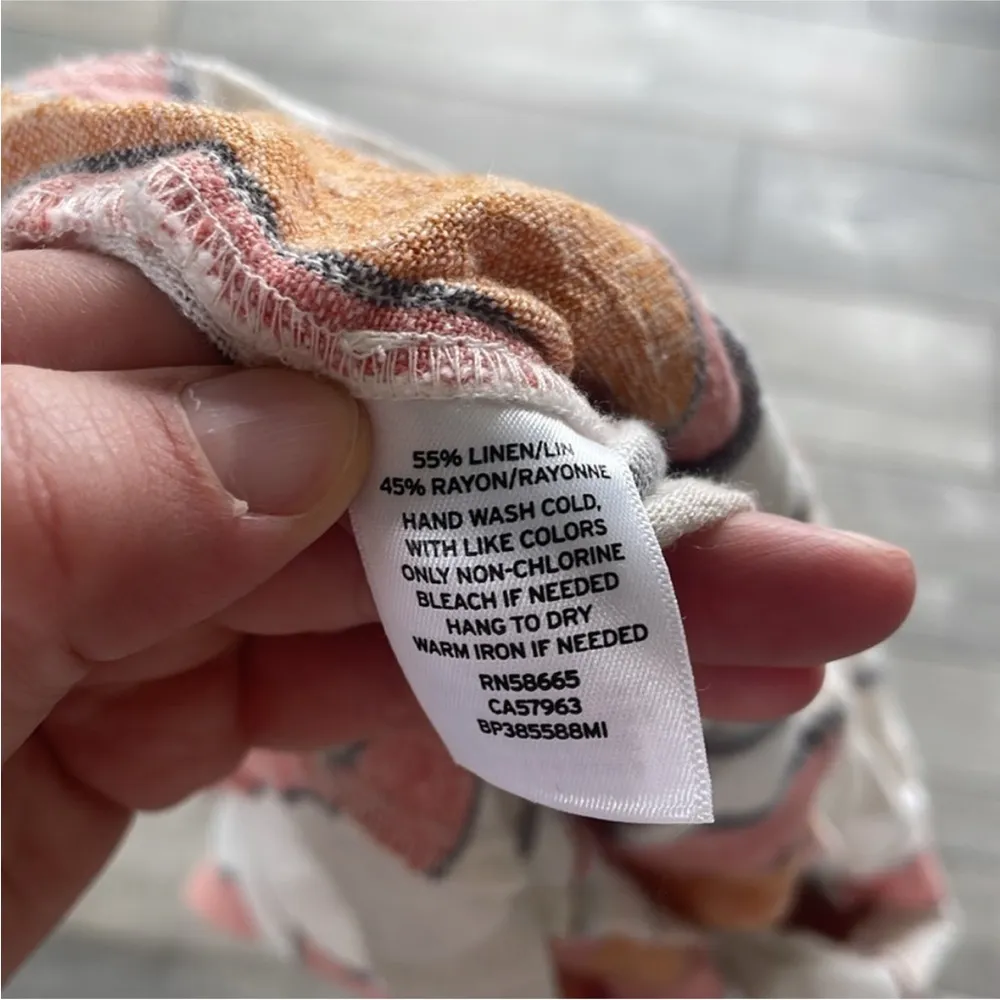 55% LINEN/LIN
45% RAYON/RAYONNE
HAND WASH COLD,
WITH LIKE COLORS
ONLY NON-CHLORINE
BLEACH IF NEEDED
HANG TO DRY
WARM IRON IF NEEDED
RN58665
CA57963
BP385588MI